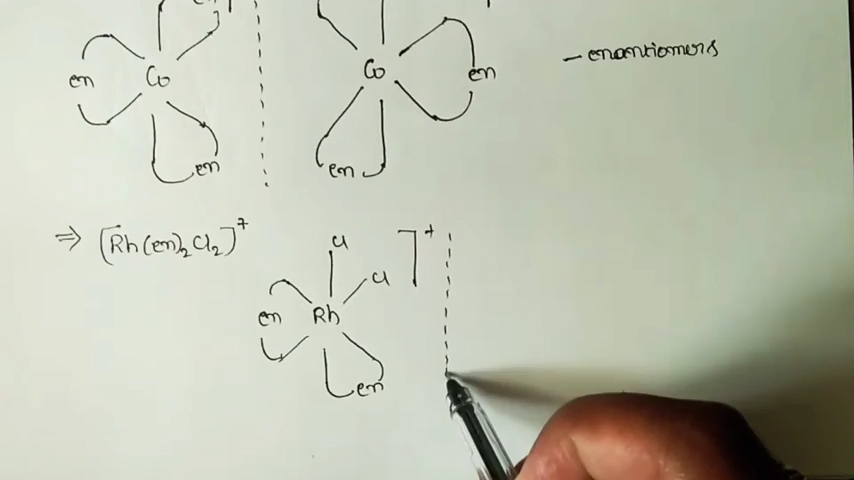 en Co en
Co en
en
- enantiomers
⇒ [Rh(en)2Cl2]+
Cl ]+
Cl
en Rh
en